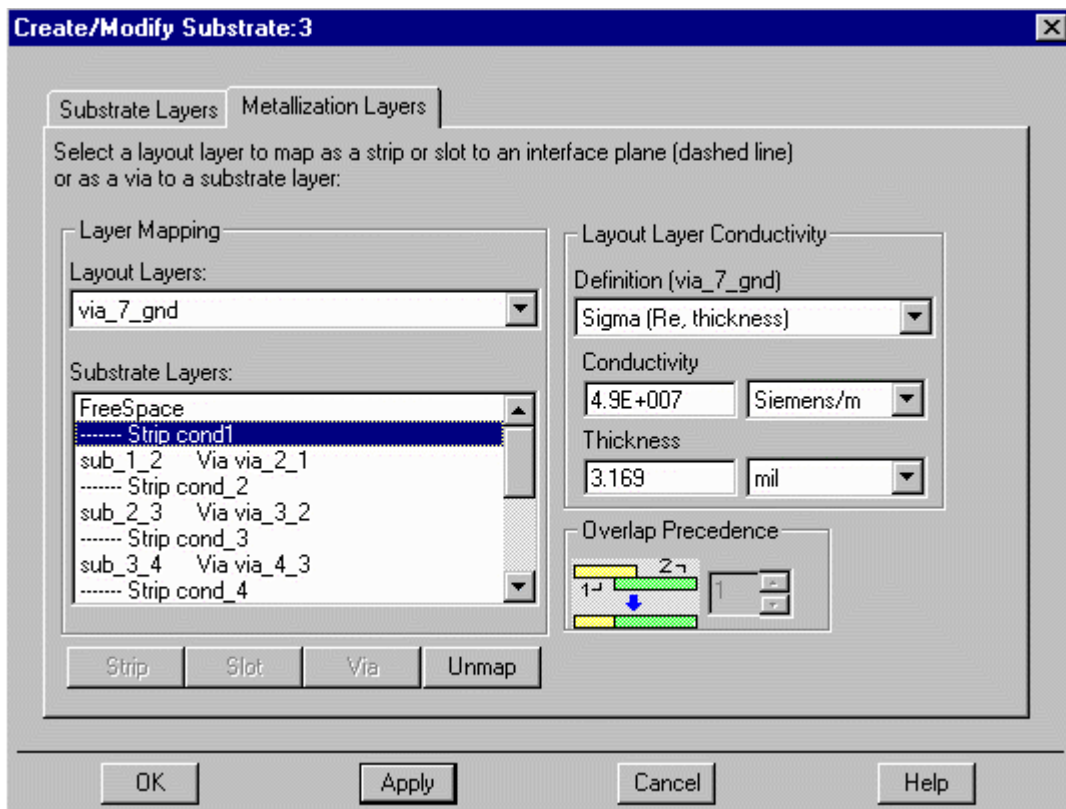 Create/Modify Substrate:3
Substrate Layers
Metallization Layers
Select a layout layer to map as a strip or slot to an interface plane (dashed line)
or as a via to a substrate layer:
Layer Mapping
Layout Layers:
via_7_gnd
Substrate Layers:
FreeSpace
------- Strip cond1
sub_1_2 Via via_2_1
------- Strip cond_2
sub_2_3 Via via_3_2
------- Strip cond_3
sub_3_4 Via via_4_3
------- Strip cond_4
Strip
Slot
Via
Unmap
Layout Layer Conductivity
Definition (via_7_gnd)
Sigma (Re, thickness)
Conductivity
4.9E+007
Siemens/m
Thickness
3.169
mil
Overlap Precedence
2
1
1
OK
Apply
Cancel
Help